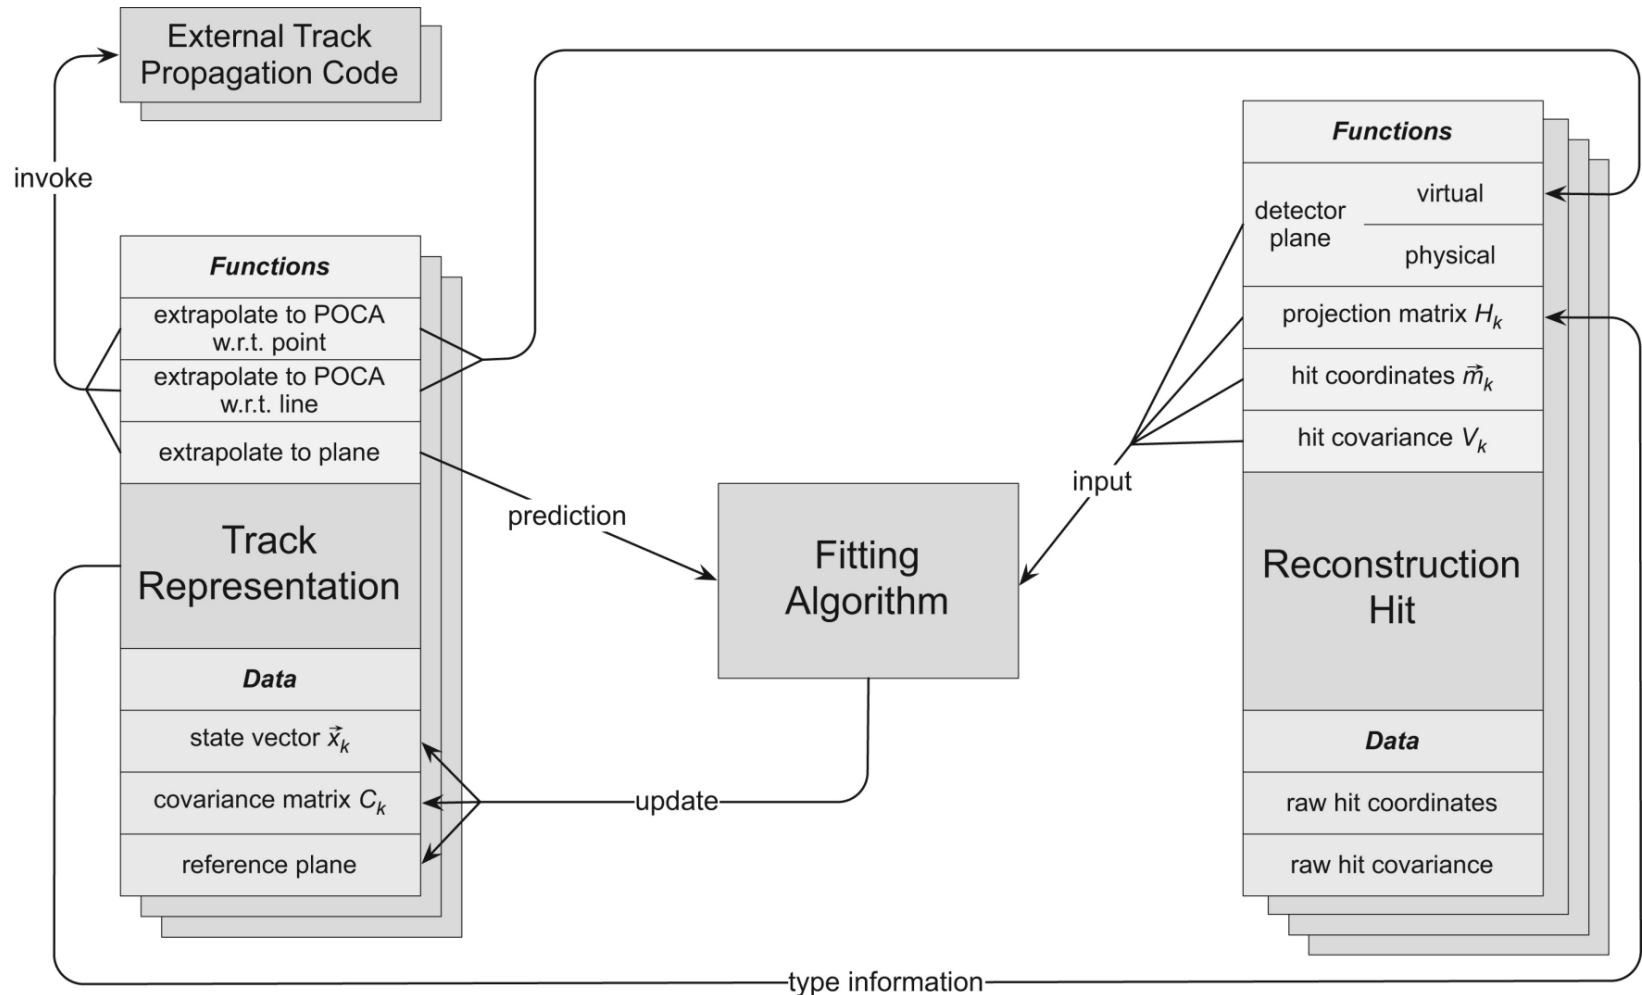 External Track
Propagation Code
invoke
Functions
extrapolate to POCA
w.r.t. point
extrapolate to POCA
w.r.t. line
extrapolate to plane
Track
Representation
Data
state vector x⃗ₖ
covariance matrix Cₖ
reference plane
prediction
Fitting
Algorithm
update
input
Functions
detector
plane
virtual
physical
projection matrix Hₖ
hit coordinates m⃗ₖ
hit covariance Vₖ
Reconstruction
Hit
Data
raw hit coordinates
raw hit covariance
type information